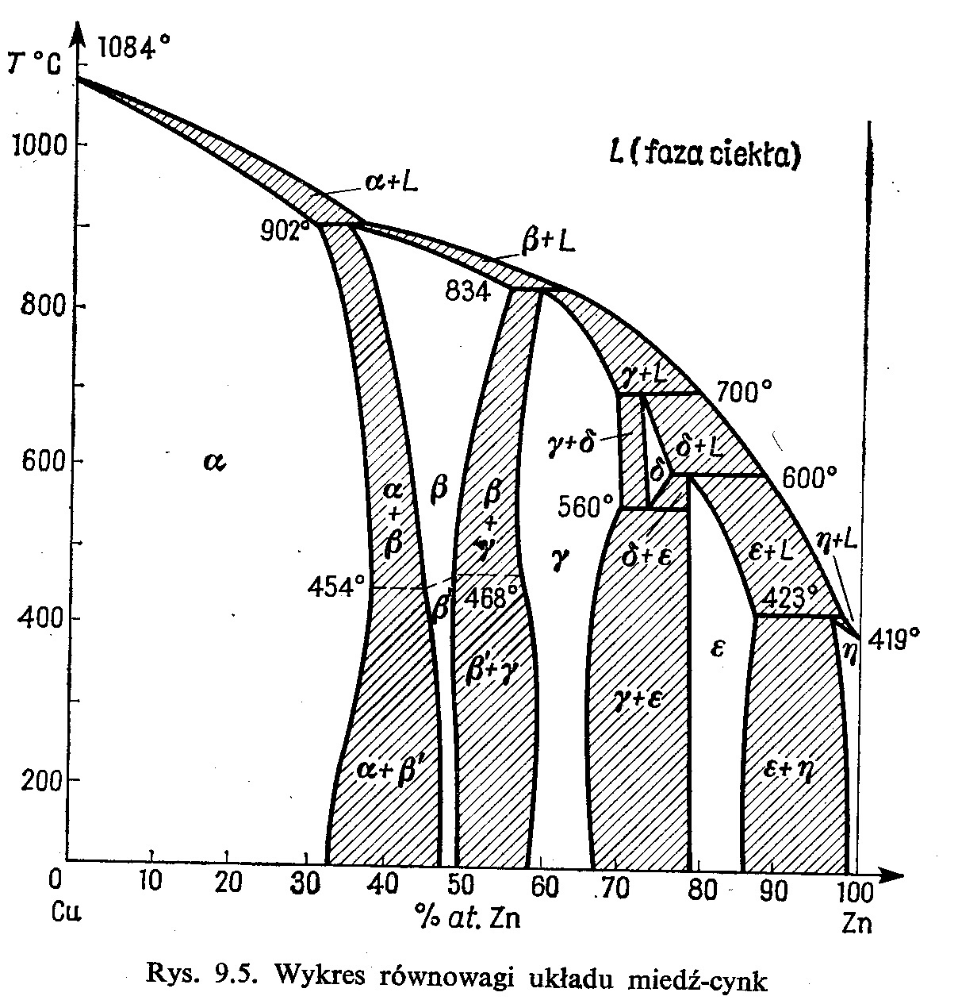 1084°
T °C
1000
L (faza ciekła)
α+L
902°
β+L
834
800
γ+L
700°
γ+δ
δ+L
600
α
α
+
β
β
β
+
γ
δ
600°
560°
γ
δ+ε
ε+L
η+L
454°
β'
468°
423°
400
419°
ε
η
β'+γ
γ+ε
α+β'
ε+η
200
0 10 20 30 40 50 60 70 80 90 100
Cu
% at. Zn
Zn
Rys. 9.5. Wykres równowagi układu miedź-cynk